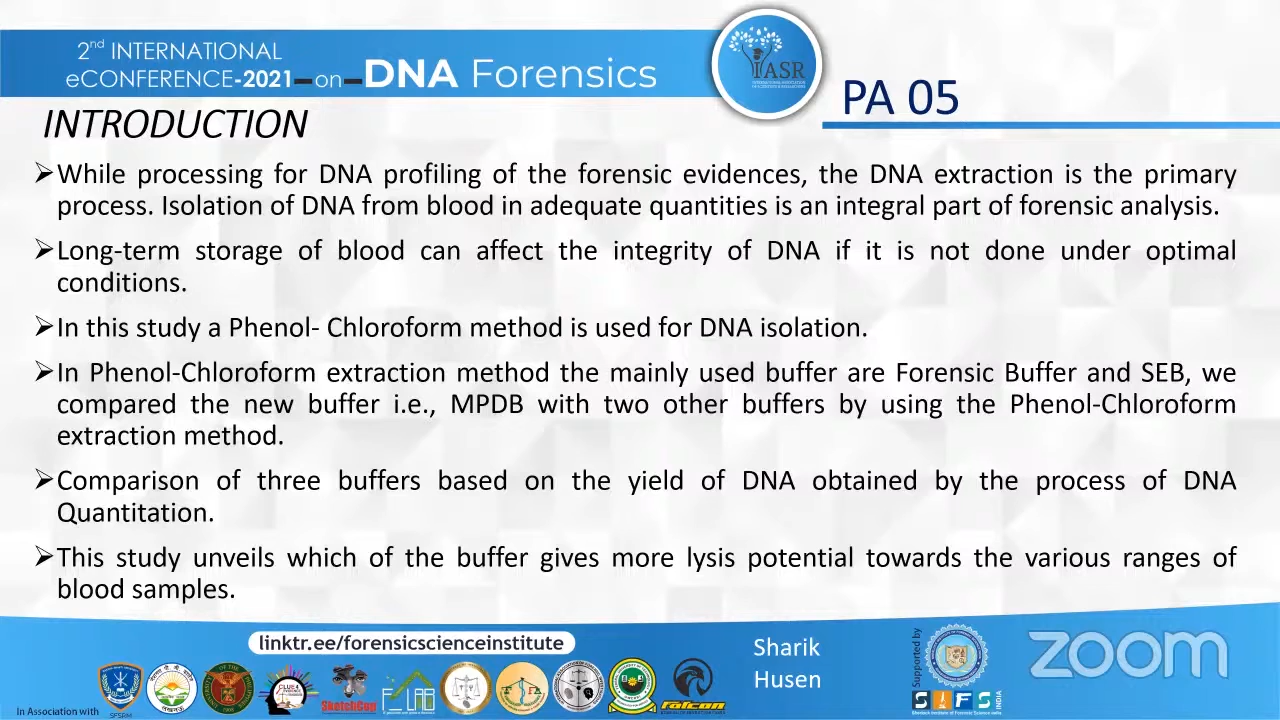 2nd INTERNATIONAL
eCONFERENCE-2021-on-DNA Forensics
IASR
PA 05
INTRODUCTION
➢While processing for DNA profiling of the forensic evidences, the DNA extraction is the primary
process. Isolation of DNA from blood in adequate quantities is an integral part of forensic analysis.
➢Long-term storage of blood can affect the integrity of DNA if it is not done under optimal
conditions.
➢In this study a Phenol- Chloroform method is used for DNA isolation.
➢In Phenol-Chloroform extraction method the mainly used buffer are Forensic Buffer and SEB, we
compared the new buffer i.e., MPDB with two other buffers by using the Phenol-Chloroform
extraction method.
➢Comparison of three buffers based on the yield of DNA obtained by the process of DNA
Quantitation.
➢This study unveils which of the buffer gives more lysis potential towards the various ranges of
blood samples.
linktr.ee/forensicscienceinstitute
Sharik
Husen
Supported by
SIFS
INDIA
zoom
In Association with
SketchCop
falcon